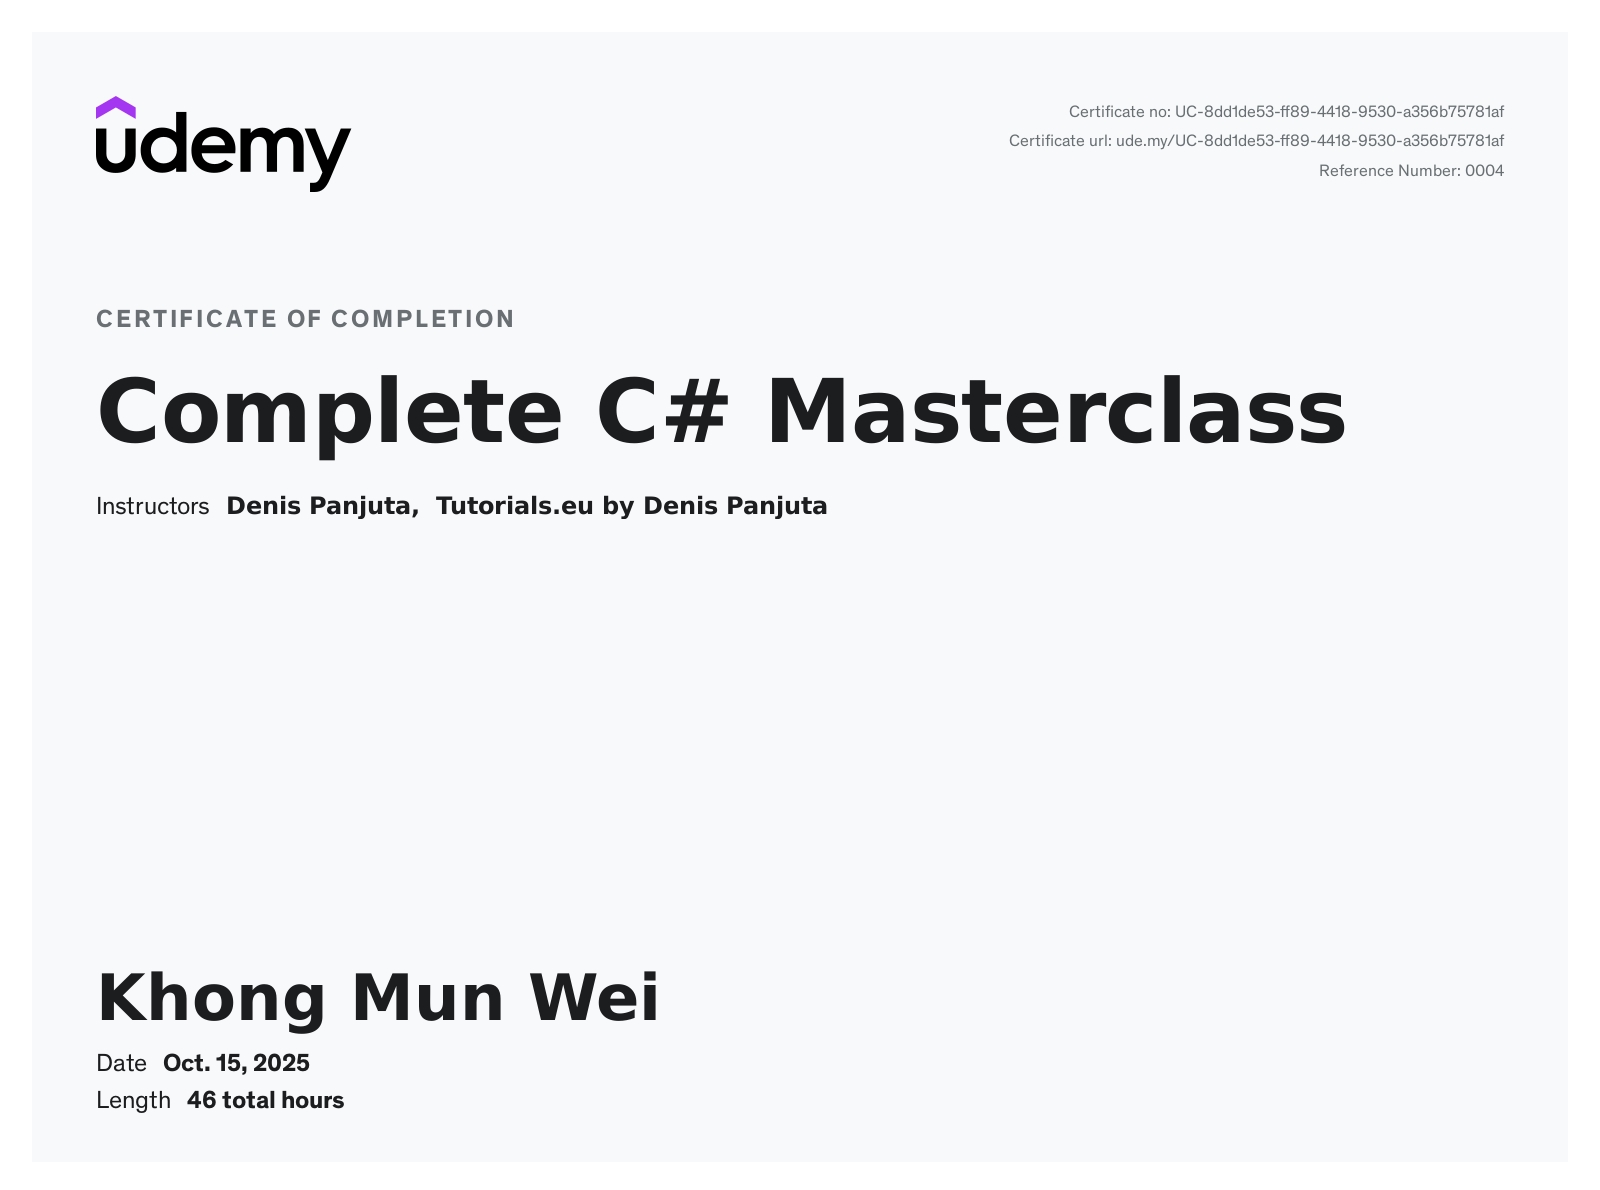 udemy
Certificate no: UC-8dd1de53-ff89-4418-9530-a356b75781af
Certificate url: ude.my/UC-8dd1de53-ff89-4418-9530-a356b75781af
Reference Number: 0004
CERTIFICATE OF COMPLETION
Complete C# Masterclass
Instructors Denis Panjuta, Tutorials.eu by Denis Panjuta
Khong Mun Wei
Date Oct. 15, 2025
Length 46 total hours